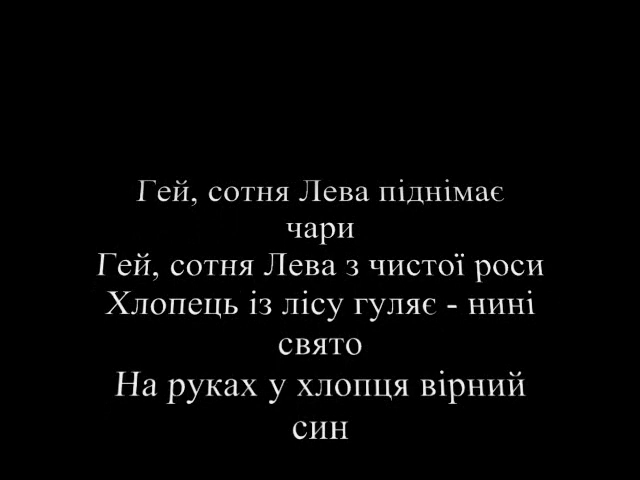 Гей, сотня Лева піднімає
чари
Гей, сотня Лева з чистої роси
Хлопець із лісу гуляє - нині
свято
На руках у хлопця вірний
син